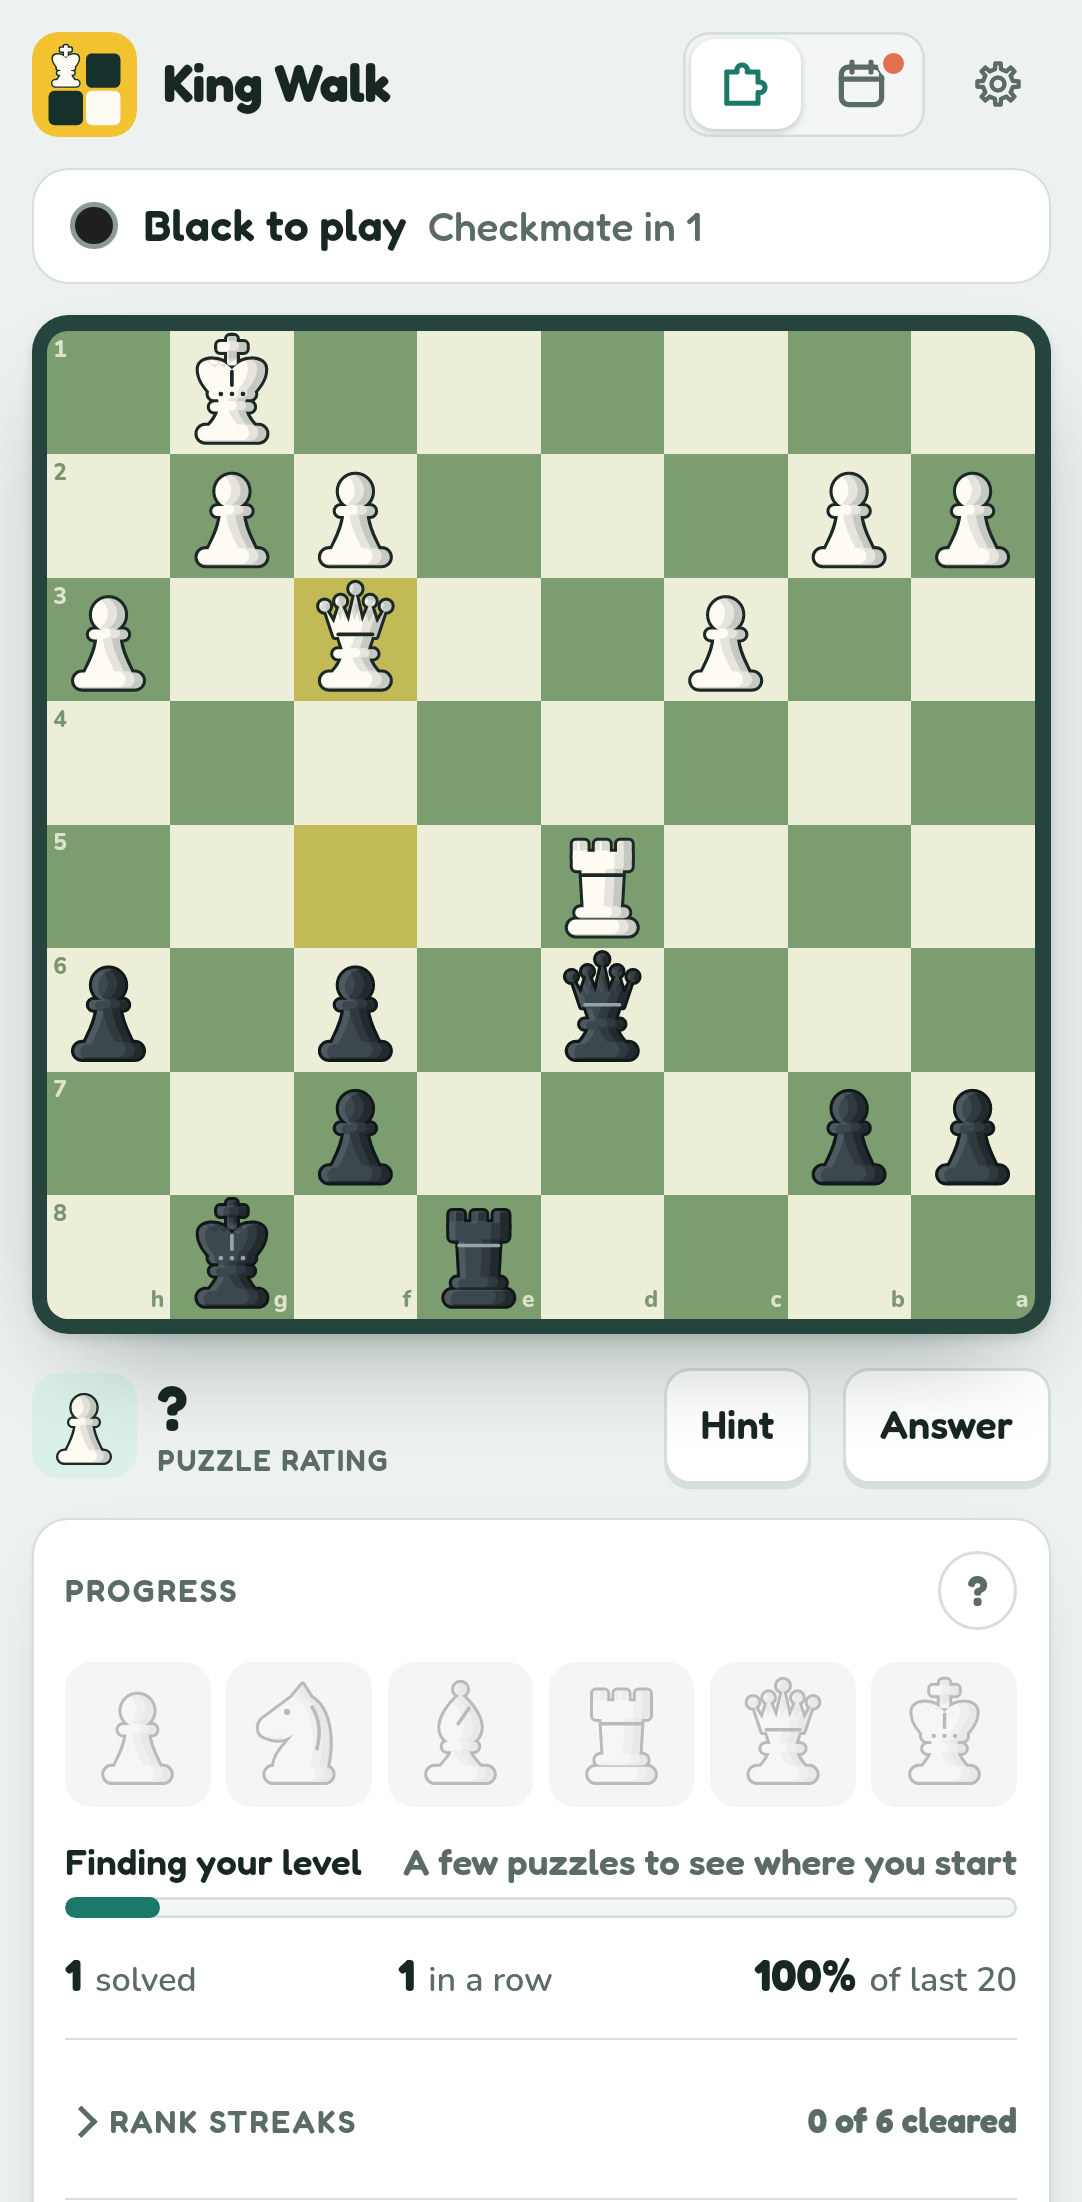 King Walk
Black to play Checkmate in 1
1
2
3
4
5
6
7
8
h g f e d c b a
?
PUZZLE RATING
Hint
Answer
PROGRESS
?
Finding your level A few puzzles to see where you start
1 solved 1 in a row 100% of last 20
RANK STREAKS 0 of 6 cleared